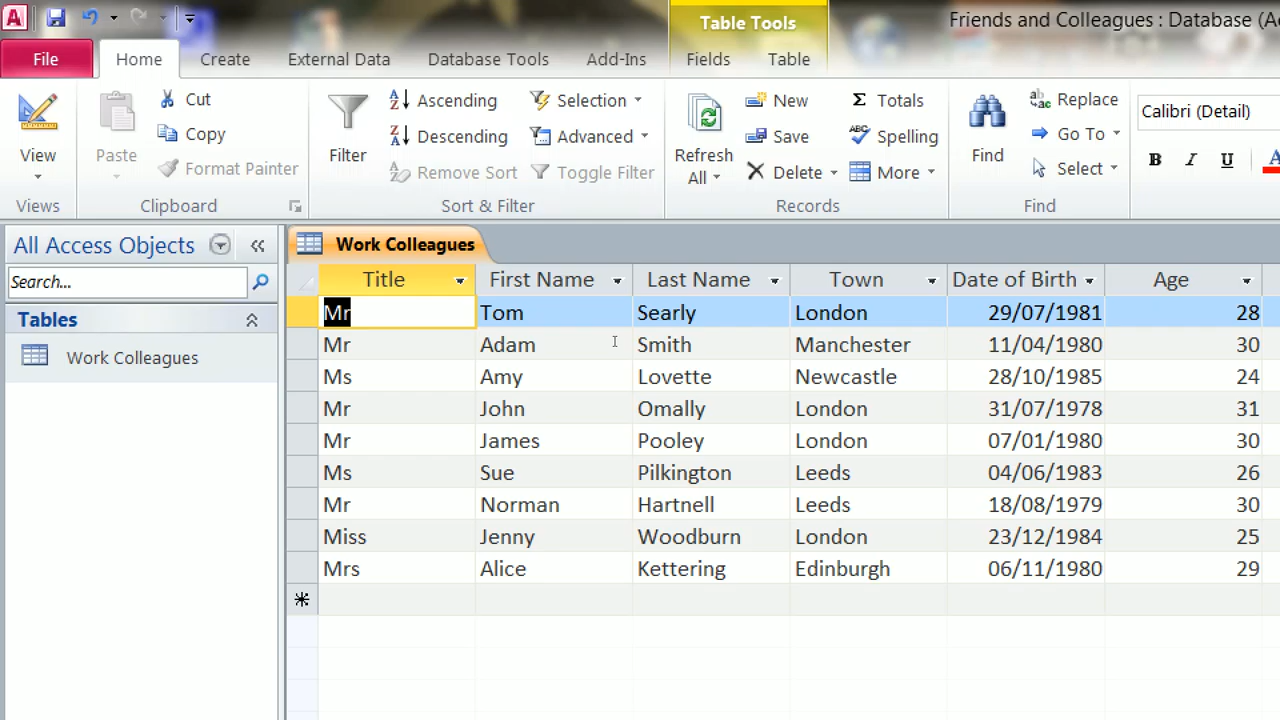 Table Tools
Friends and Colleagues : Database (Ac
File Home Create External Data Database Tools Add-Ins Fields Table
View
Views
Paste
Cut
Copy
Format Painter
Clipboard
Filter
Ascending
Descending
Remove Sort
Selection
Advanced
Toggle Filter
Sort & Filter
Refresh
All
New
Save
Delete
Totals
Spelling
More
Records
Find
Replace
Go To
Select
Find
Calibri (Detail)
B I U A
All Access Objects
Search...
Tables
Work Colleagues
Work Colleagues
Title First Name Last Name Town Date of Birth Age
Mr Tom Searly London 29/07/1981 28
Mr Adam Smith Manchester 11/04/1980 30
Ms Amy Lovette Newcastle 28/10/1985 24
Mr John Omally London 31/07/1978 31
Mr James Pooley London 07/01/1980 30
Ms Sue Pilkington Leeds 04/06/1983 26
Mr Norman Hartnell Leeds 18/08/1979 30
Miss Jenny Woodburn London 23/12/1984 25
Mrs Alice Kettering Edinburgh 06/11/1980 29